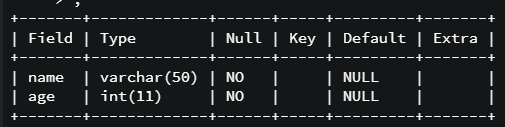 +-------+-------------+------+-----+---------+-------+
| Field | Type        | Null | Key | Default | Extra |
+-------+-------------+------+-----+---------+-------+
| name  | varchar(50) | NO   |     | NULL    |       |
| age   | int(11)     | NO   |     | NULL    |       |
+-------+-------------+------+-----+---------+-------+